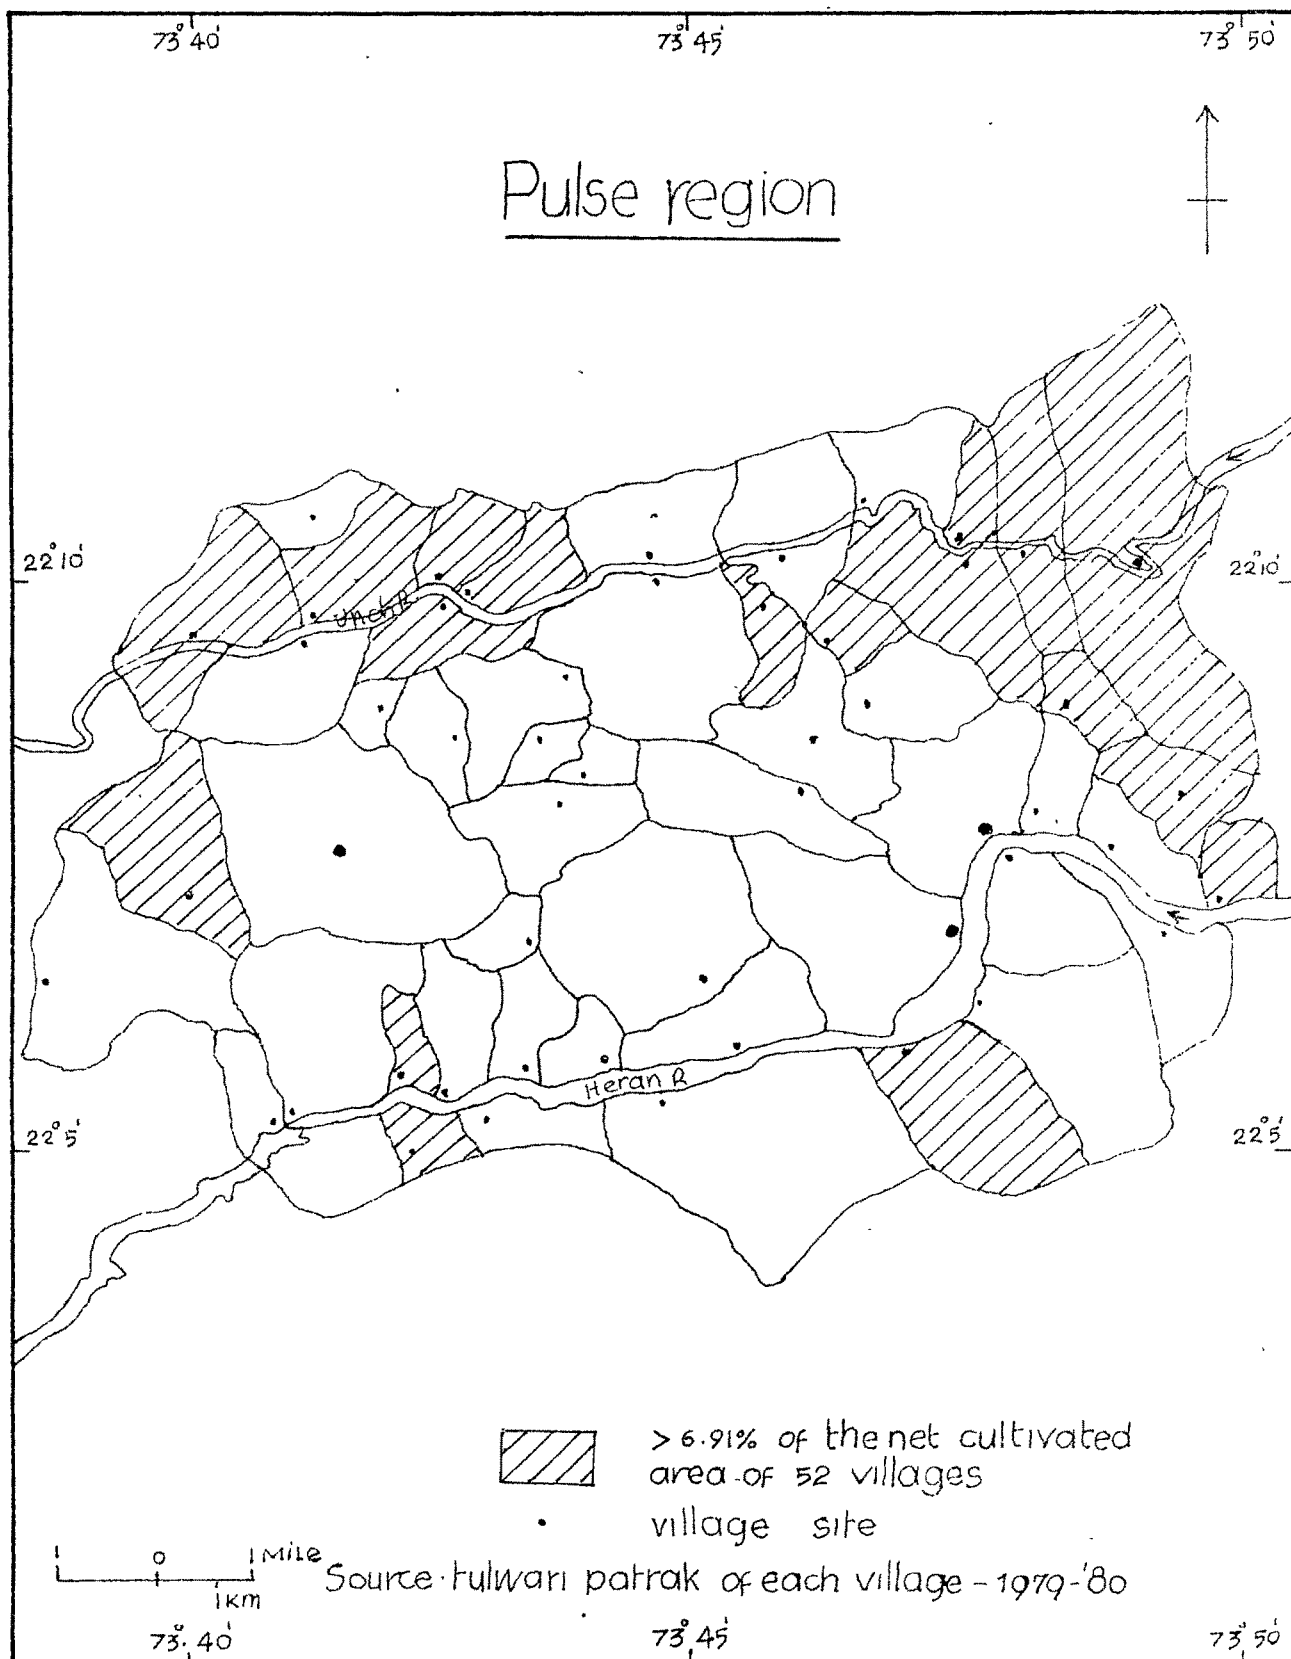 73° 40'
73° 45'
73° 50'
Pulse region
22° 10'
22° 10'
Unch R.
Heran R
22° 5'
22° 5'
> 6.91% of the net cultivated
area of 52 villages
village site
1 0 1 MILE
1 KM
Source. tulwari patrak of each village - 1979-'80
73° 40'
73° 45'
73° 50'